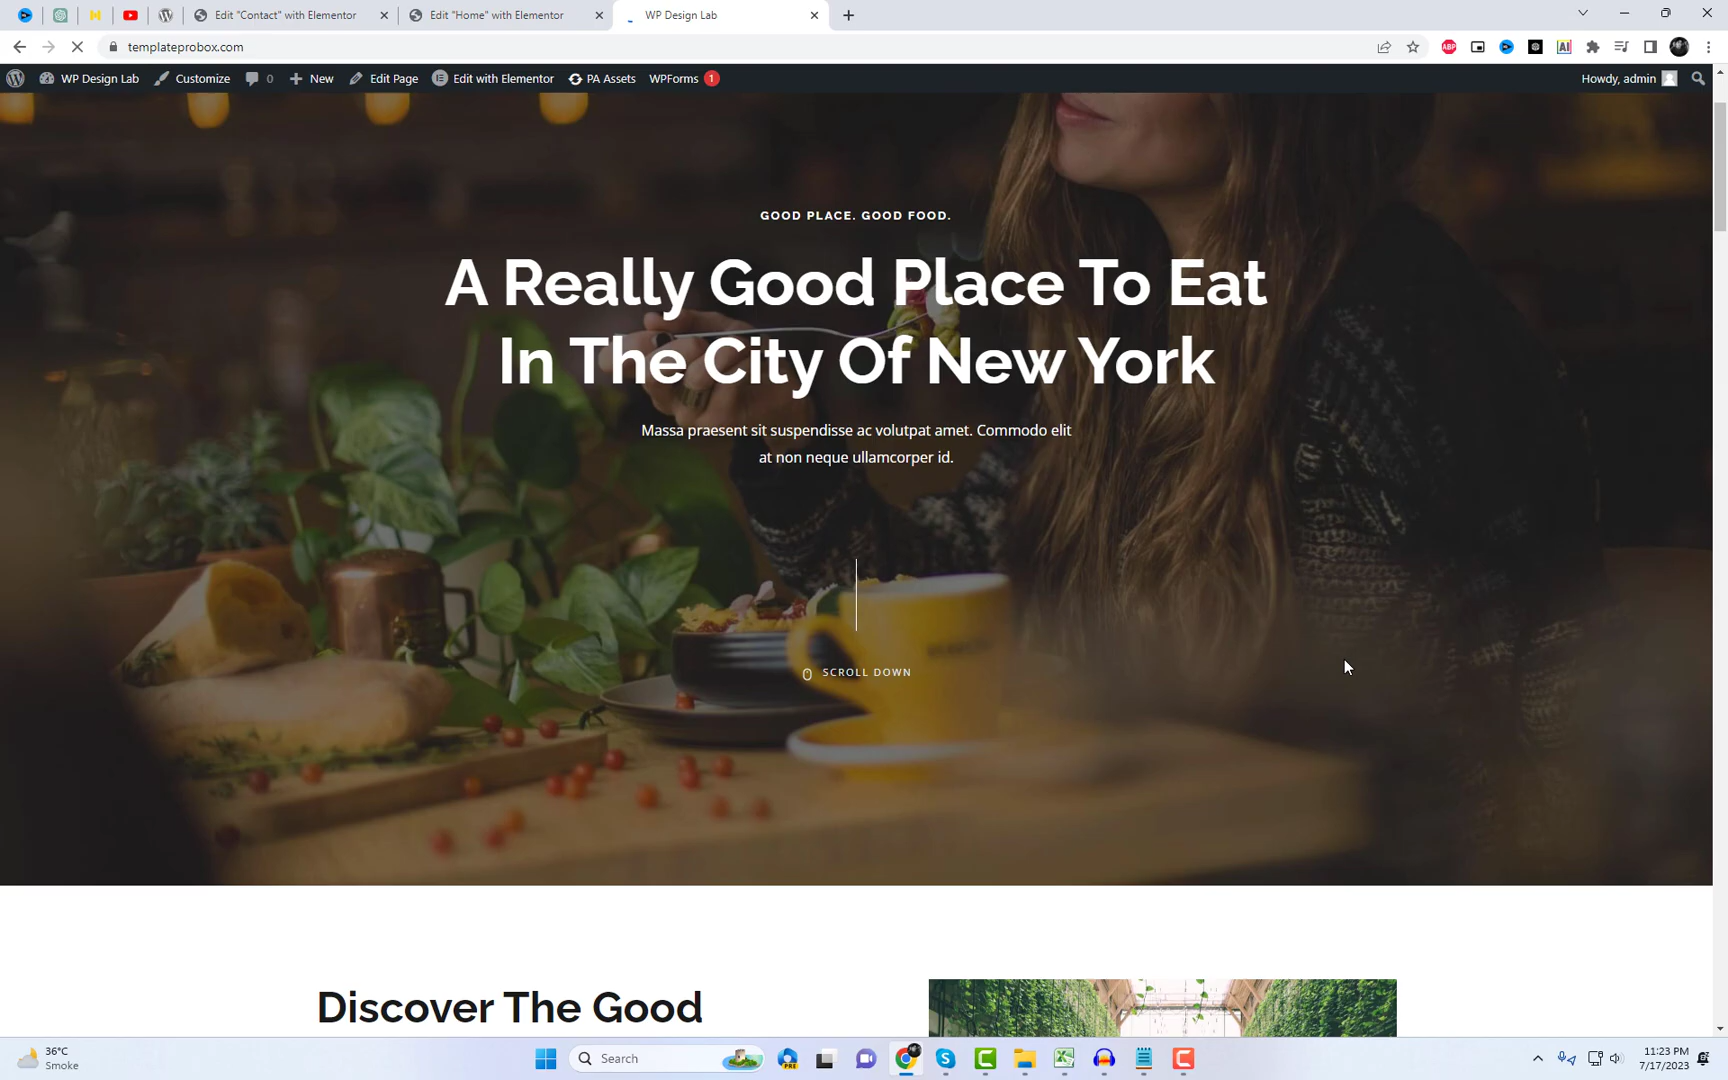 Edit "Contact" with Elementor
Edit "Home" with Elementor
WP Design Lab
templateprobox.com
ABP
AI
WP Design Lab
Customize
0
New
Edit Page
Edit with Elementor
PA Assets
WPForms 1
Howdy, admin
GOOD PLACE. GOOD FOOD.
A Really Good Place To Eat
In The City Of New York
Massa praesent sit suspendisse ac volutpat amet. Commodo elit
at non neque ullamcorper id.
SCROLL DOWN
Discover The Good
36°C
Smoke
Search
PRE
11:23 PM
7/17/2023